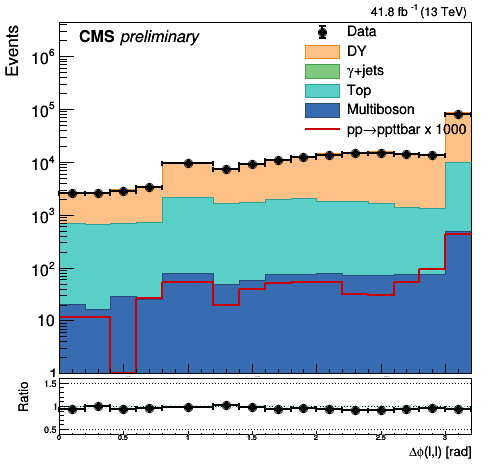 41.8 fb⁻¹ (13 TeV)
Events
CMS preliminary
Data
DY
γ+jets
Top
Multiboson
pp→ppttbar x 1000
10⁶
10⁵
10⁴
10³
10²
10
1
Ratio
1.5
1
0.5
0 0.5 1 1.5 2 2.5 3
Δϕ(l,l) [rad]